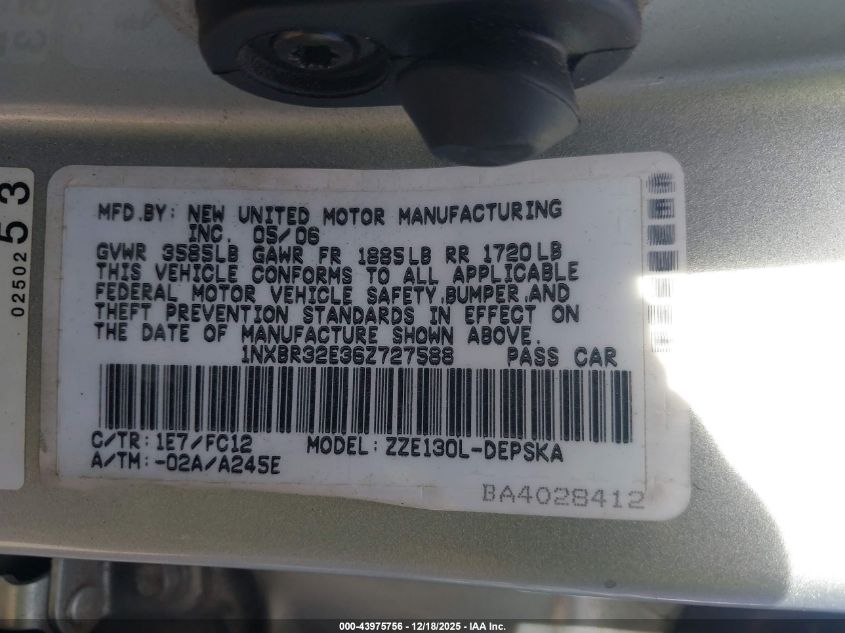 MFD.BY: NEW UNITED MOTOR MANUFACTURING
INC. 05/06
GVWR 3585LB GAWR FR 1885LB RR 1720LB
THIS VEHICLE CONFORMS TO ALL APPLICABLE
FEDERAL MOTOR VEHICLE SAFETY,BUMPER,AND
THEFT PREVENTION STANDARDS IN EFFECT ON
THE DATE OF MANUFACTURE SHOWN ABOVE.
1NXBR32E36Z727588 PASS CAR
C/TR: 1E7/FC12 MODEL: ZZE130L-DEPSKA
A/TM:-02A/A245E
BA4028412
0250253
000-43975756 - 12/18/2025 - IAA Inc.